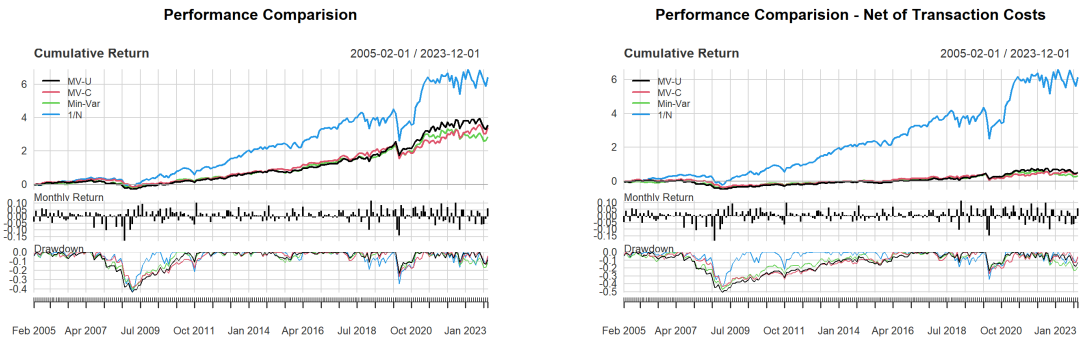 Performance Comparision
Cumulative Return 2005-02-01 / 2023-12-01
MV-U
MV-C
Min-Var
1/N
6
4
2
0
Monthly Return
0.10
0.05
0.00
-0.05
-0.15
Drawdown
0.0
-0.1
-0.2
-0.3
-0.4
Feb 2005 Apr 2007 Jul 2009 Oct 2011 Jan 2014 Apr 2016 Jul 2018 Oct 2020 Jan 2023
Performance Comparision - Net of Transaction Costs
Cumulative Return 2005-02-01 / 2023-12-01
MV-U
MV-C
Min-Var
1/N
6
4
2
0
Monthly Return
0.10
0.05
0.00
-0.05
-0.15
Drawdown
0.0
-0.1
-0.2
-0.3
-0.4
-0.5
Feb 2005 Apr 2007 Jul 2009 Oct 2011 Jan 2014 Apr 2016 Jul 2018 Oct 2020 Jan 2023